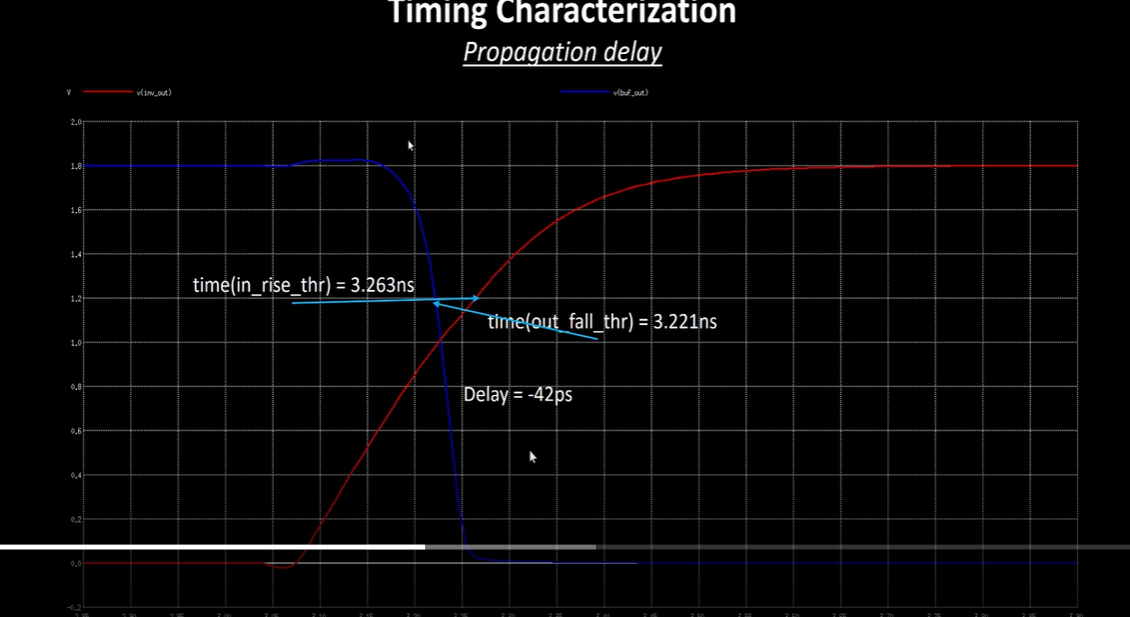 Timing Characterization
Propagation delay
V v(inv_out) v(buf_out)
2.0
1.8
1.6
1.4
time(in_rise_thr) = 3.263ns
1.2
time(out_fall_thr) = 3.221ns
1.0
0.8
Delay = -42ps
0.6
0.4
0.2
0.0
-0.2